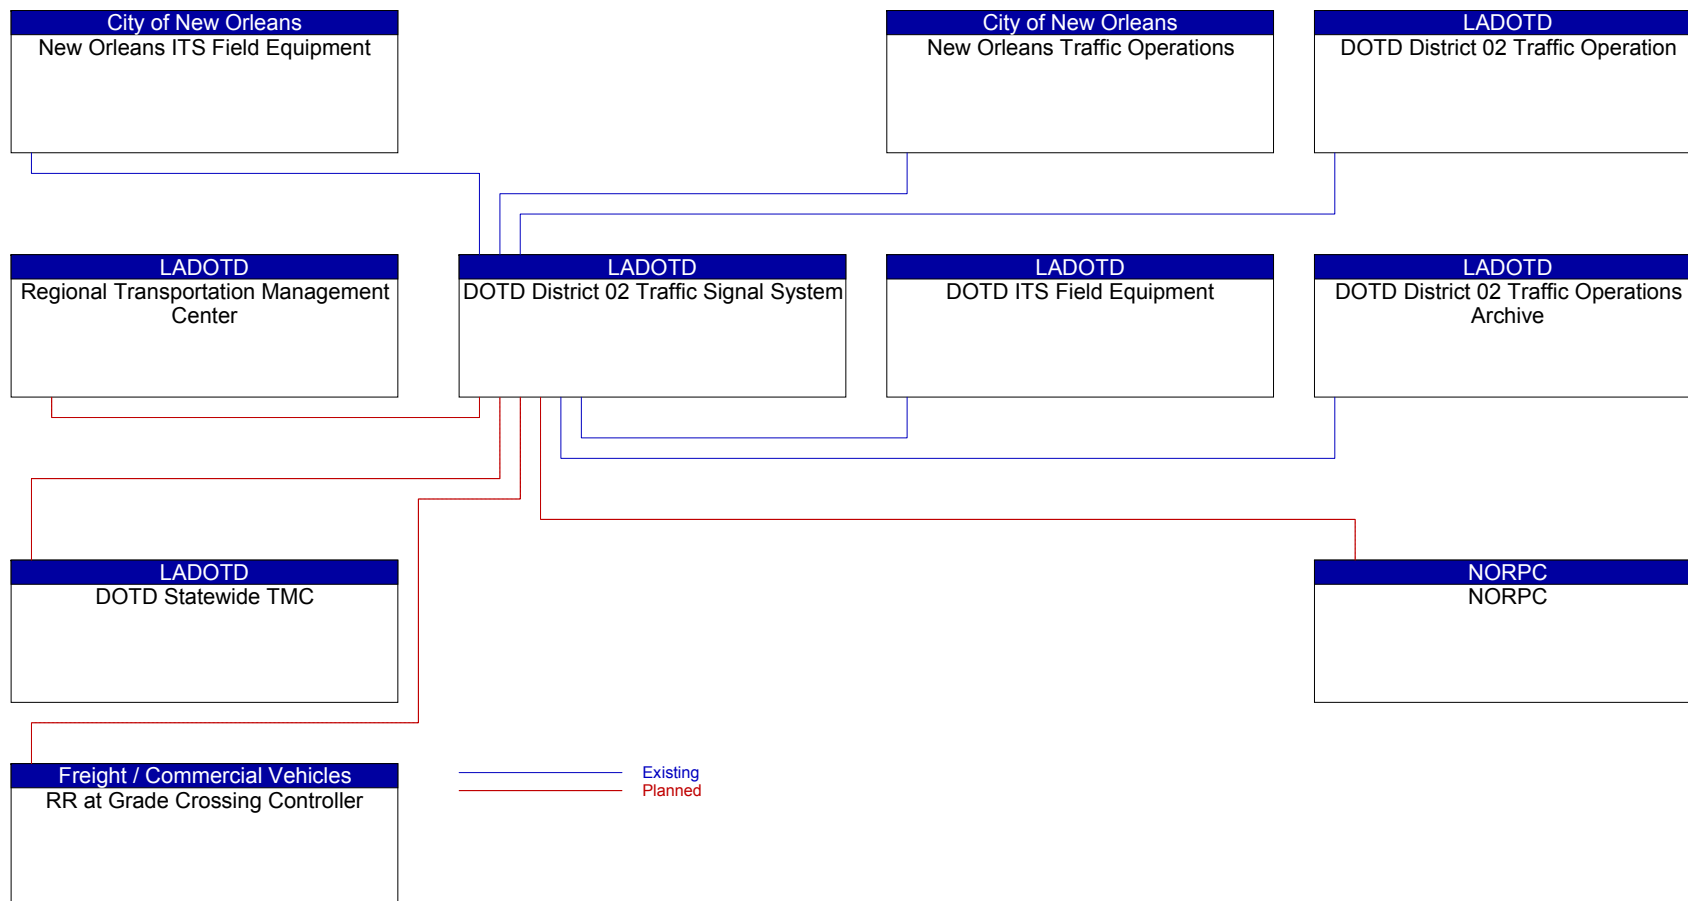 City of New Orleans
New Orleans ITS Field Equipment
City of New Orleans
New Orleans Traffic Operations
LADOTD
DOTD District 02 Traffic Operation
LADOTD
Regional Transportation Management
Center
LADOTD
DOTD District 02 Traffic Signal System
LADOTD
DOTD ITS Field Equipment
LADOTD
DOTD District 02 Traffic Operations
Archive
LADOTD
DOTD Statewide TMC
NORPC
NORPC
Freight / Commercial Vehicles
RR at Grade Crossing Controller
Existing
Planned